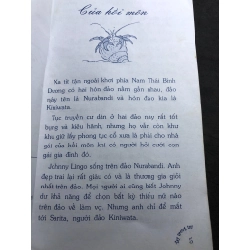 Của hồi môn
Xa tít tận ngoài khơi phía Nam Thái Bình
Dương có hai hòn đảo nằm gần nhau, đảo
này tên là Nurabandi và hòn đảo kia là
Kiniwata.
Tục truyền cư dân ở hai đảo này rất tốt
bụng và kiêu hãnh, nhưng họ vẫn còn khư
khư giữ lấy phong tục cổ xưa là phải cho nhà
gái của hồi môn khi có người hỏi cưới con
gái gia đình đó.
Johnny Lingo sống trên đảo Nurabandi. Anh
đẹp trai lại rất giàu có và là thương gia giỏi
nhất trên đảo. Mọi người ai cũng biết Johnny
dư khả năng để chọn bất kỳ thiếu nữ nào
trên đảo về làm vợ. Nhưng anh chỉ để mắt
tới Sarita, người đảo Kiniwata.
5